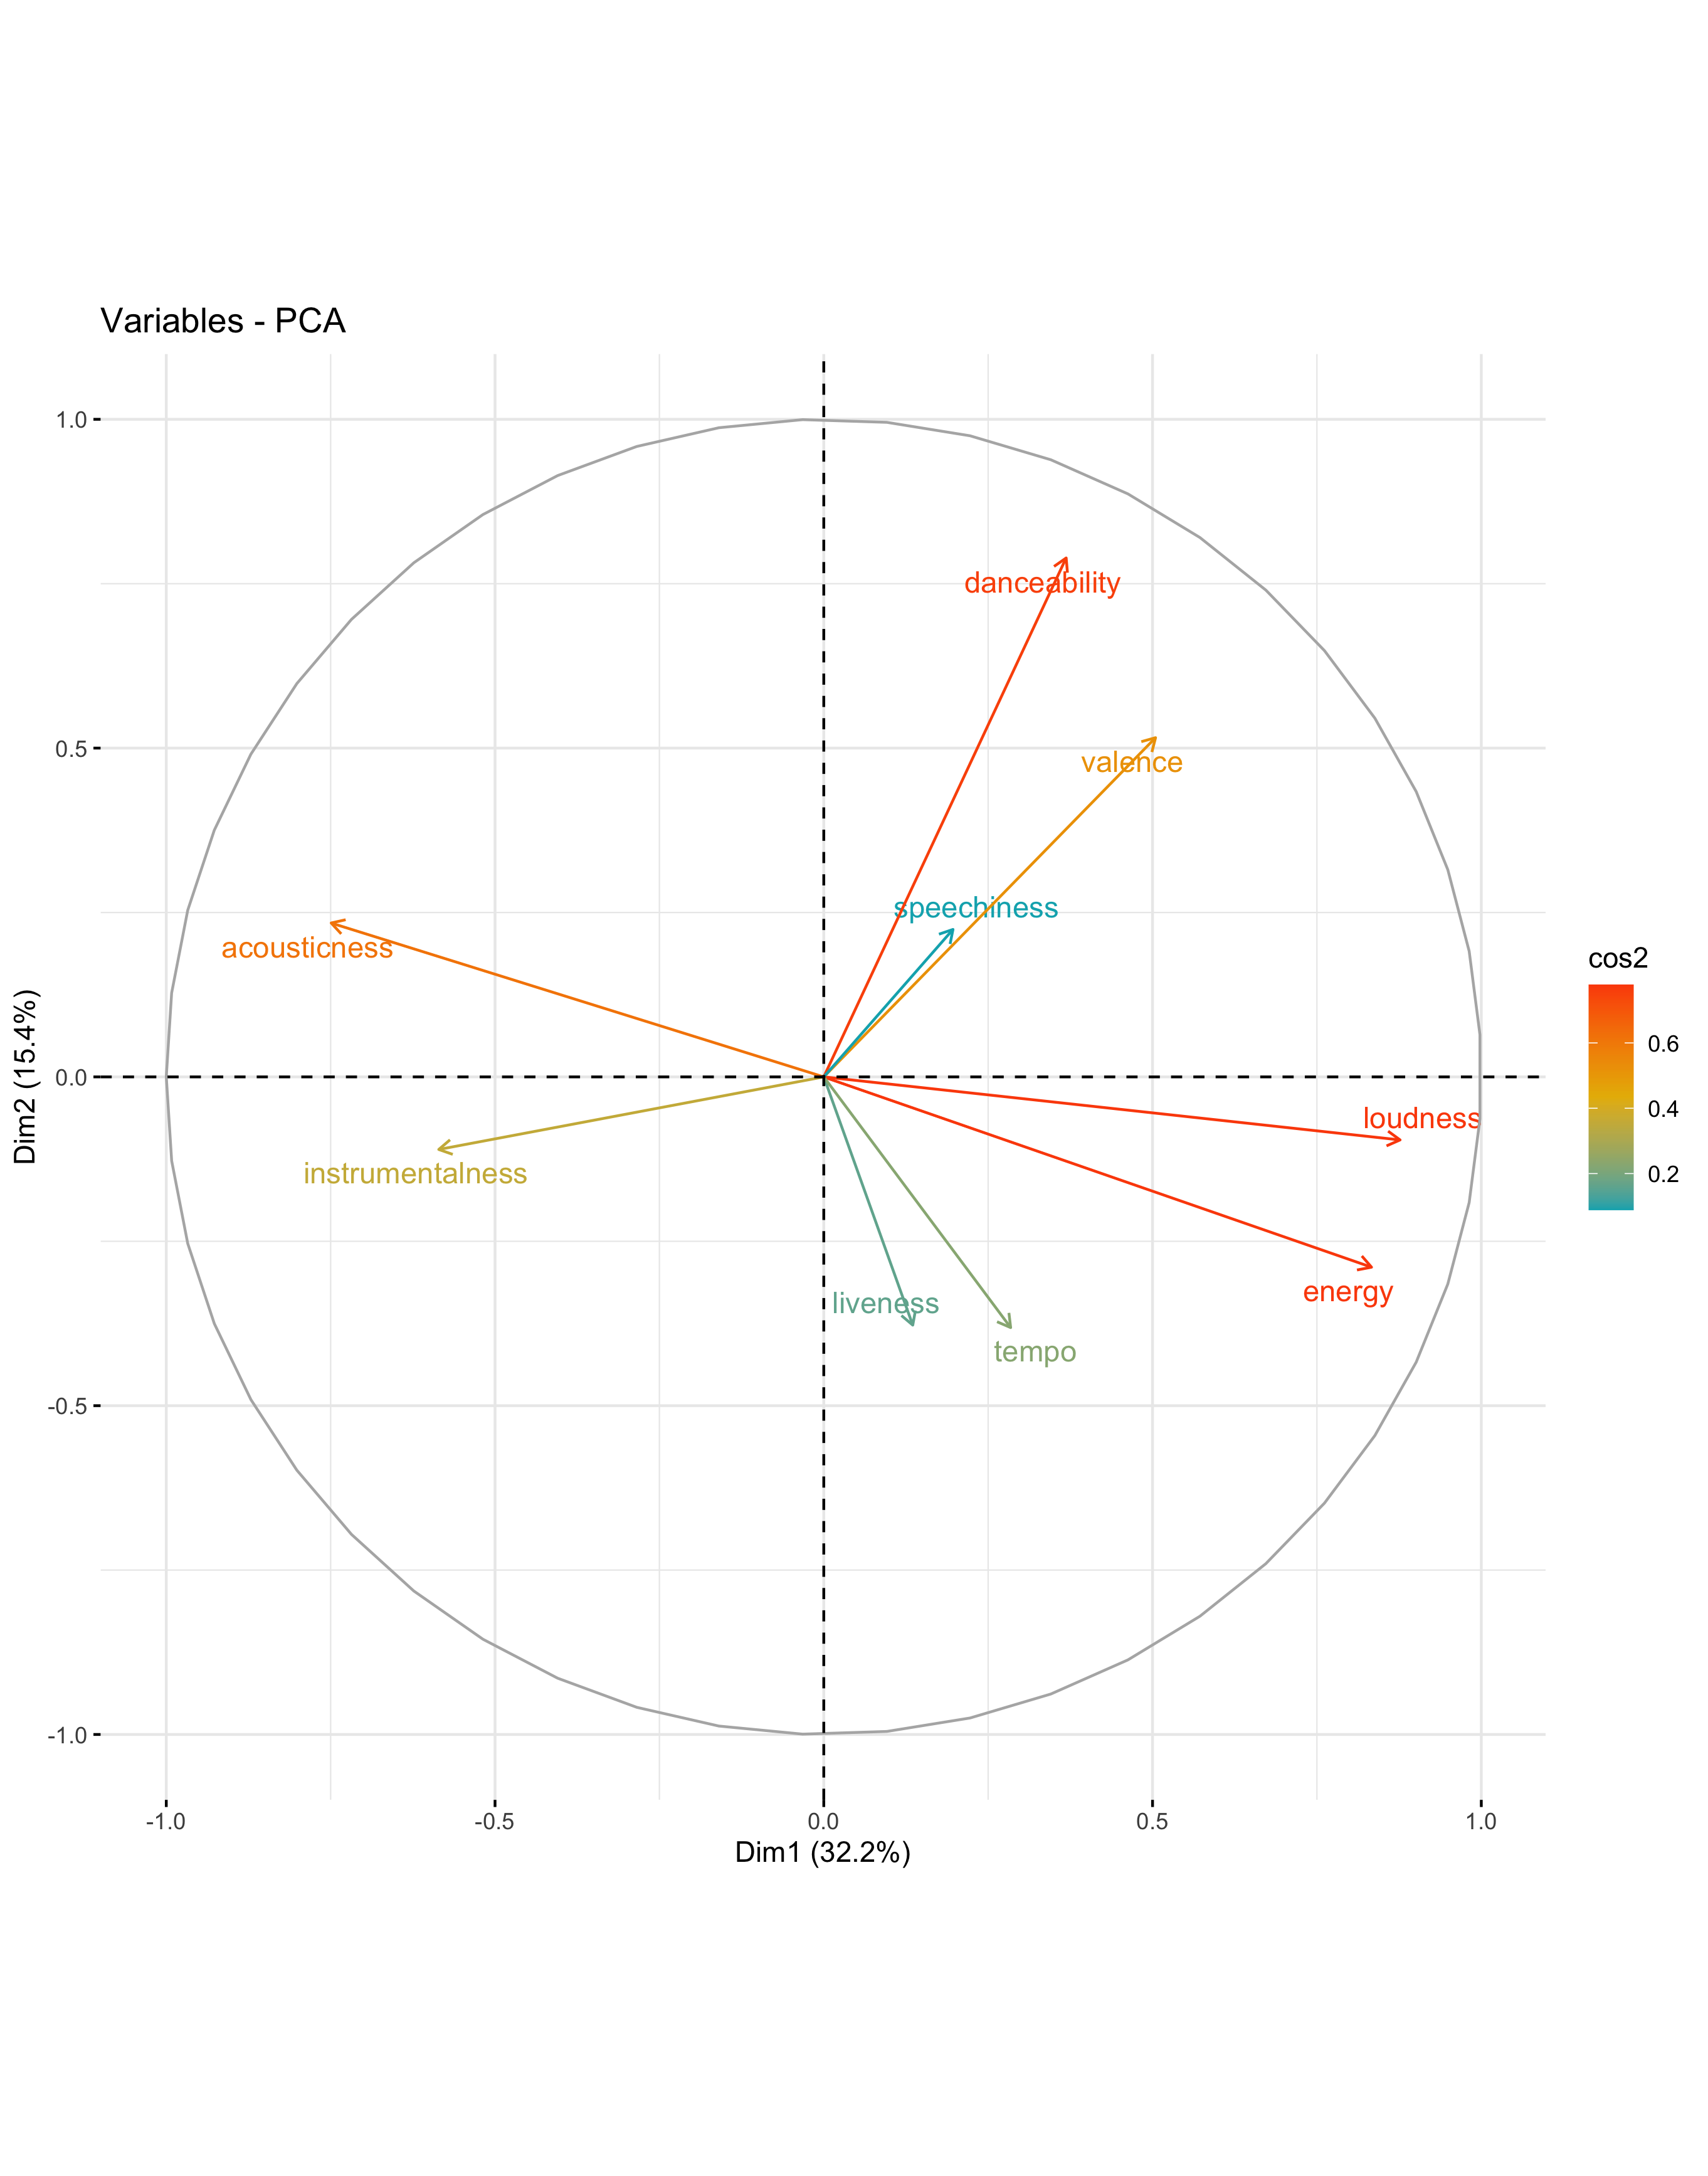 Variables - PCA
1.0
0.5
0.0
-0.5
-1.0
Dim2 (15.4%)
danceability
valence
speechiness
acousticness
loudness
instrumentalness
energy
liveness
tempo
-1.0
-0.5
0.0
0.5
1.0
Dim1 (32.2%)
cos2
0.6
0.4
0.2